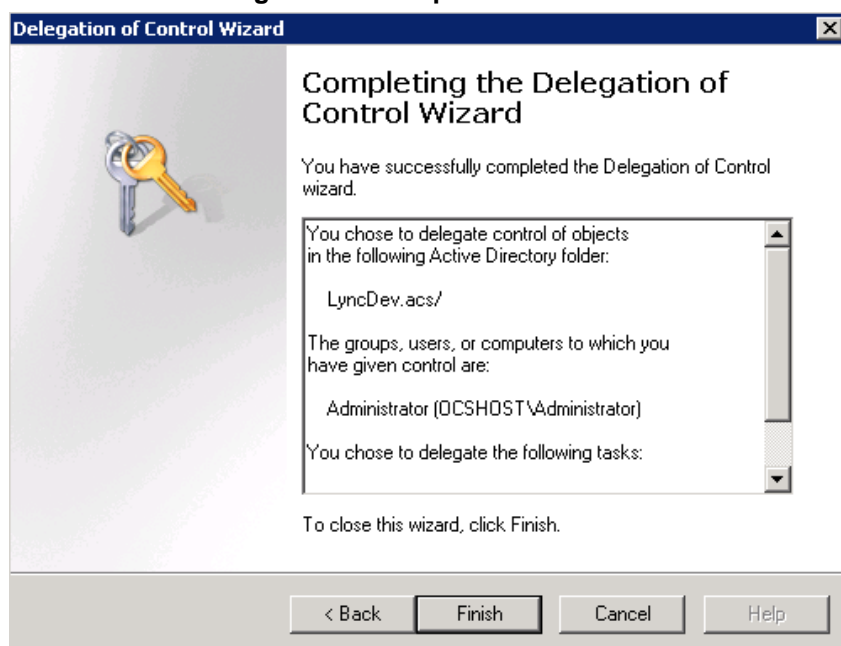 Delegation of Control Wizard
Completing the Delegation of
Control Wizard
You have successfully completed the Delegation of Control
wizard.
You chose to delegate control of objects
in the following Active Directory folder:
LyncDev.acs/
The groups, users, or computers to which you
have given control are:
Administrator (OCSHOST\Administrator)
You chose to delegate the following tasks:
To close this wizard, click Finish.
< Back Finish Cancel Help